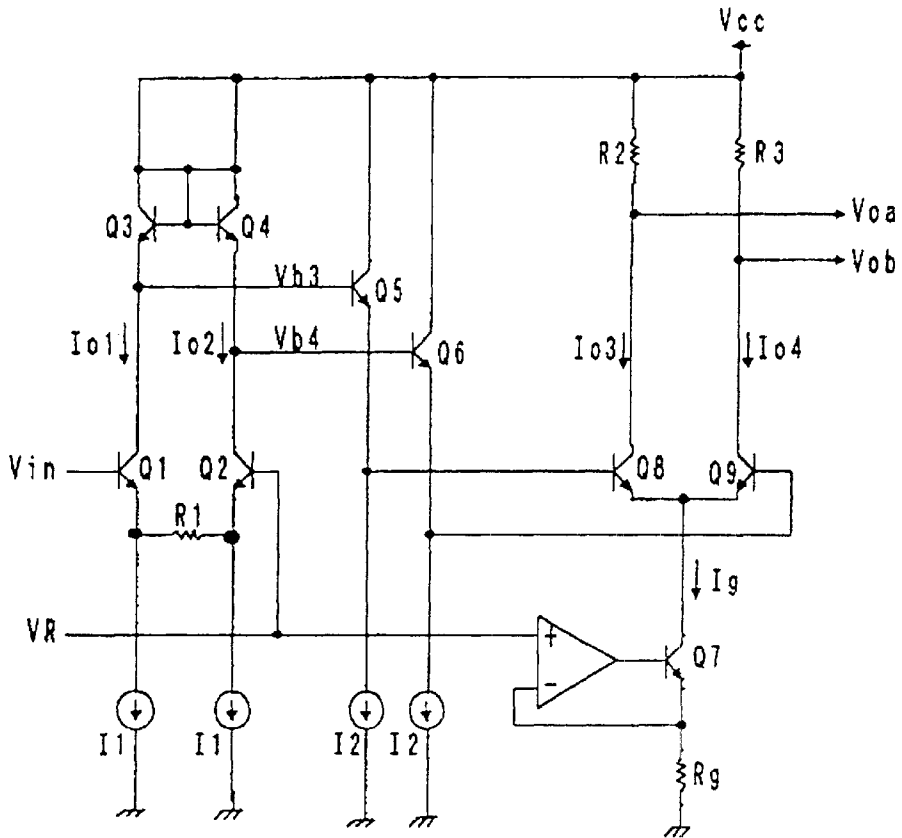 Vcc
R2
R3
Q3
Q4
Voa
Vb3
Q5
Vob
Io1
Io2
Vb4
Q6
Io3
Io4
Vin
Q1
Q2
Q8
Q9
R1
Ig
VR
+
Q7
-
I1
I1
I2
I2
Rg